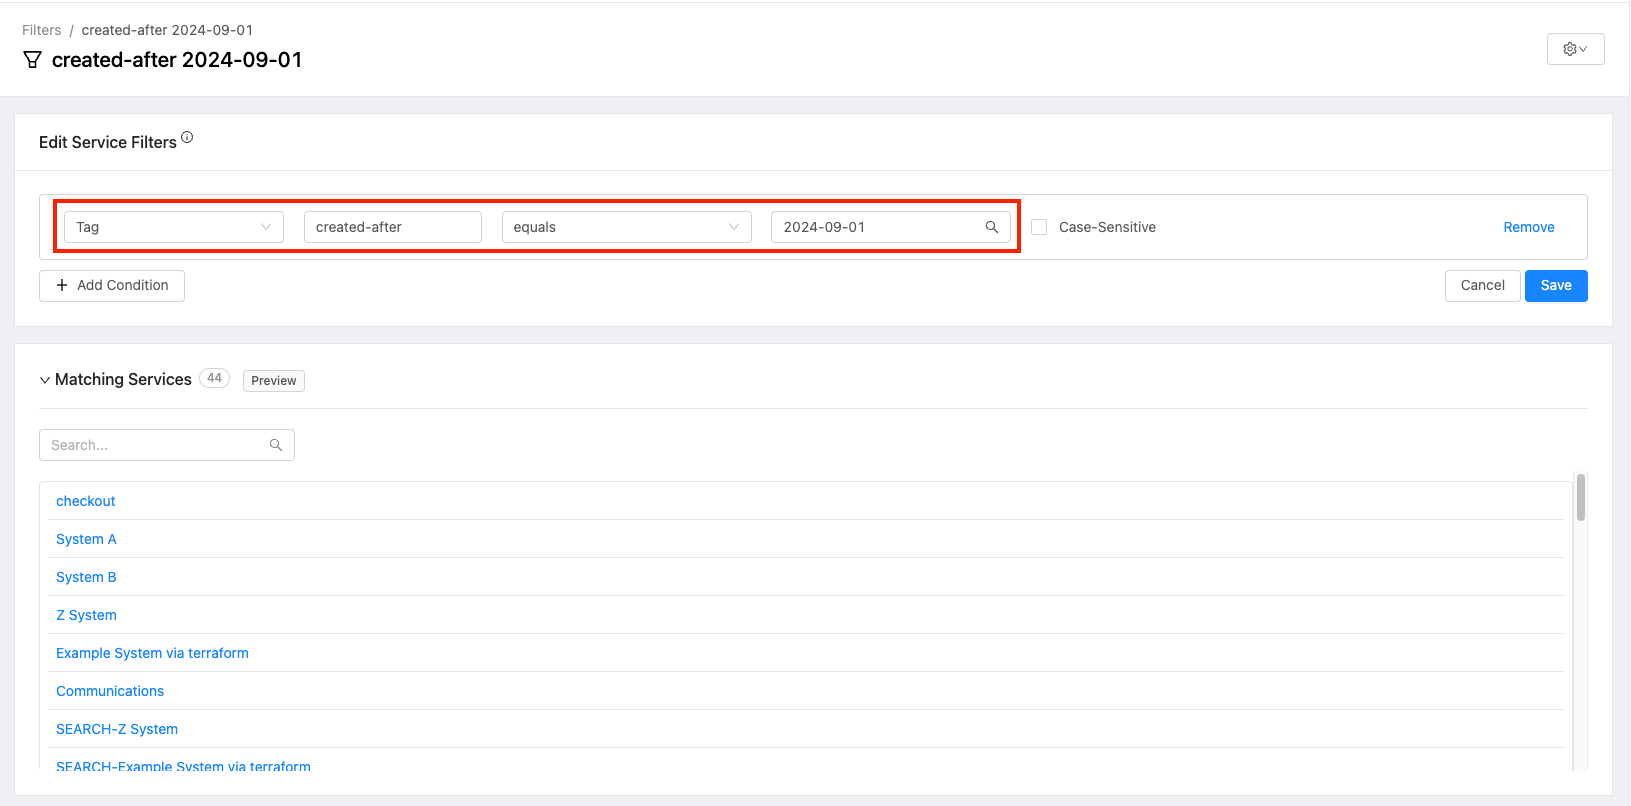 Filters / created-after 2024-09-01
created-after 2024-09-01
Edit Service Filters
Tag created-after equals 2024-09-01 Case-Sensitive Remove
+ Add Condition Cancel Save
Matching Services 44 Preview
Search...
checkout
System A
System B
Z System
Example System via terraform
Communications
SEARCH-Z System
SEARCH-Example System via terraform